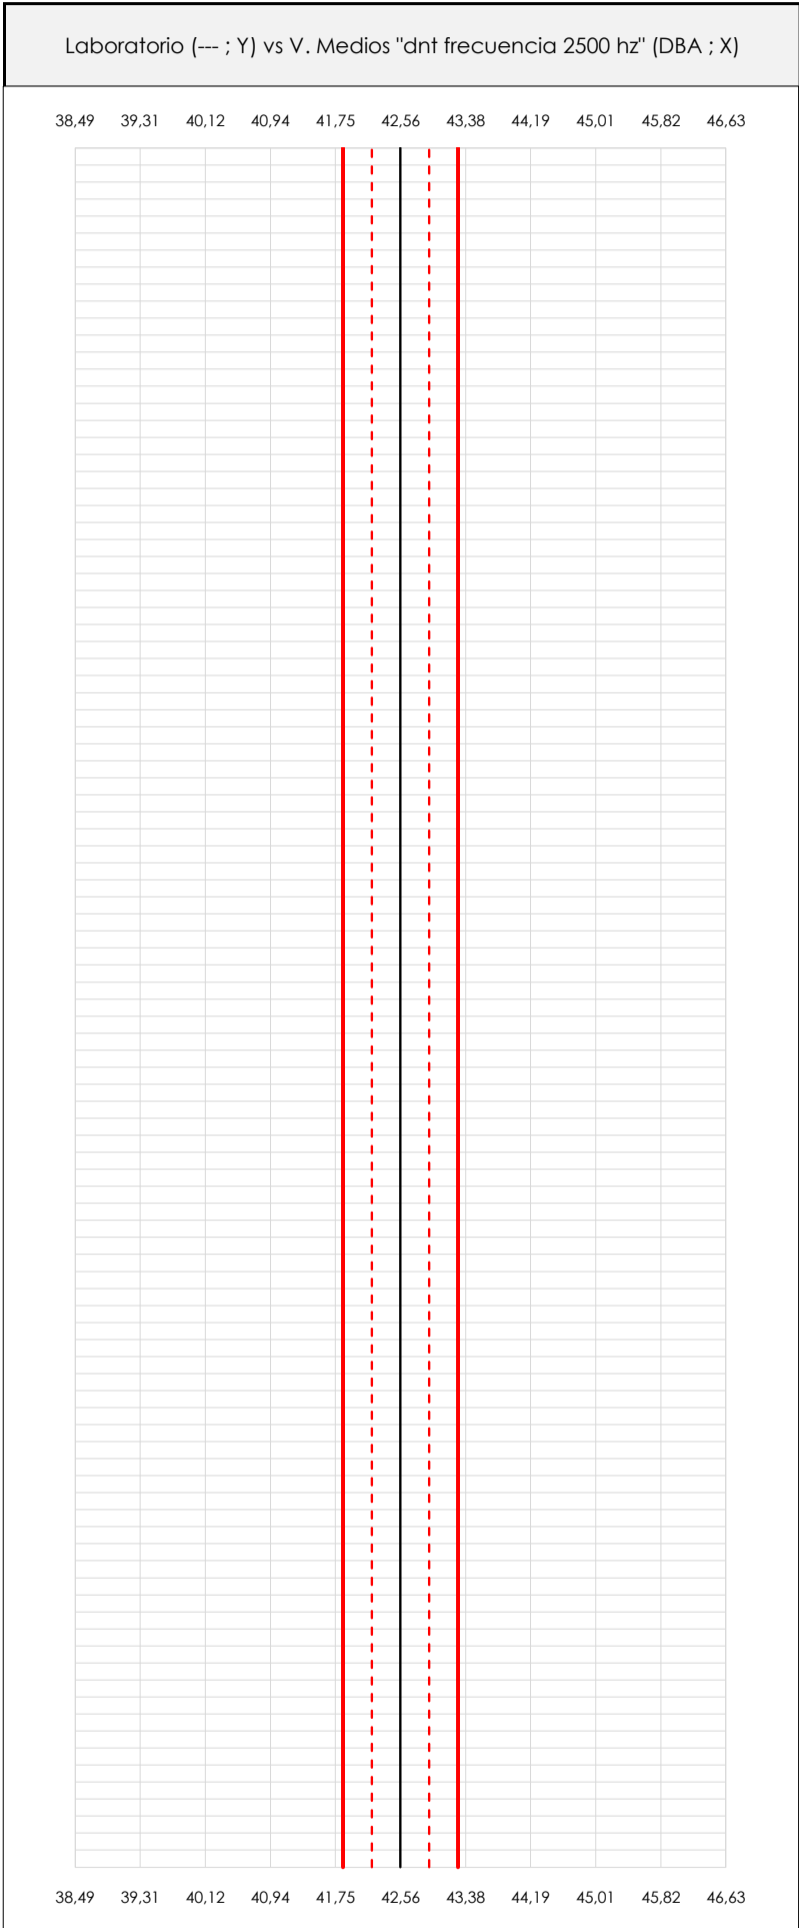 Laboratorio (--- ; Y) vs V. Medios "dnt frecuencia 2500 hz" (DBA ; X)
38,49 39,31 40,12 40,94 41,75 42,56 43,38 44,19 45,01 45,82 46,63
38,49 39,31 40,12 40,94 41,75 42,56 43,38 44,19 45,01 45,82 46,63